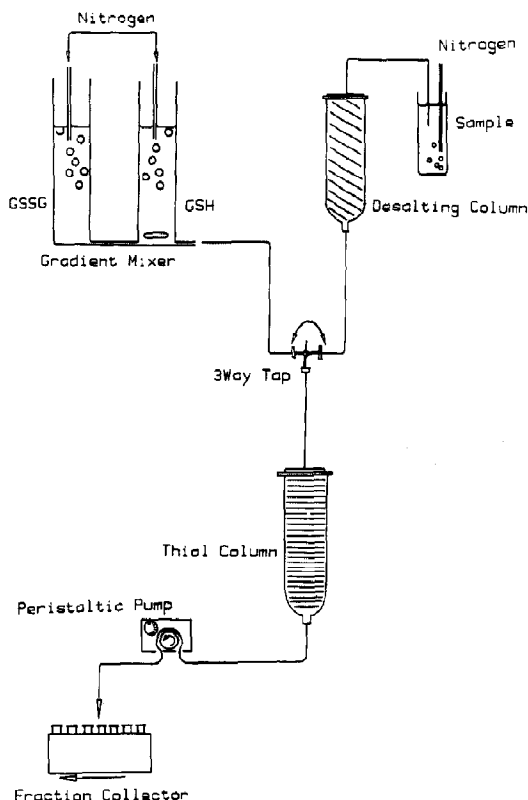 Nitrogen
Nitrogen
Sample
GSSG
GSH
Desalting Column
Gradient Mixer
3Way Tap
Thiol Column
Peristaltic Pump
Fraction Collector